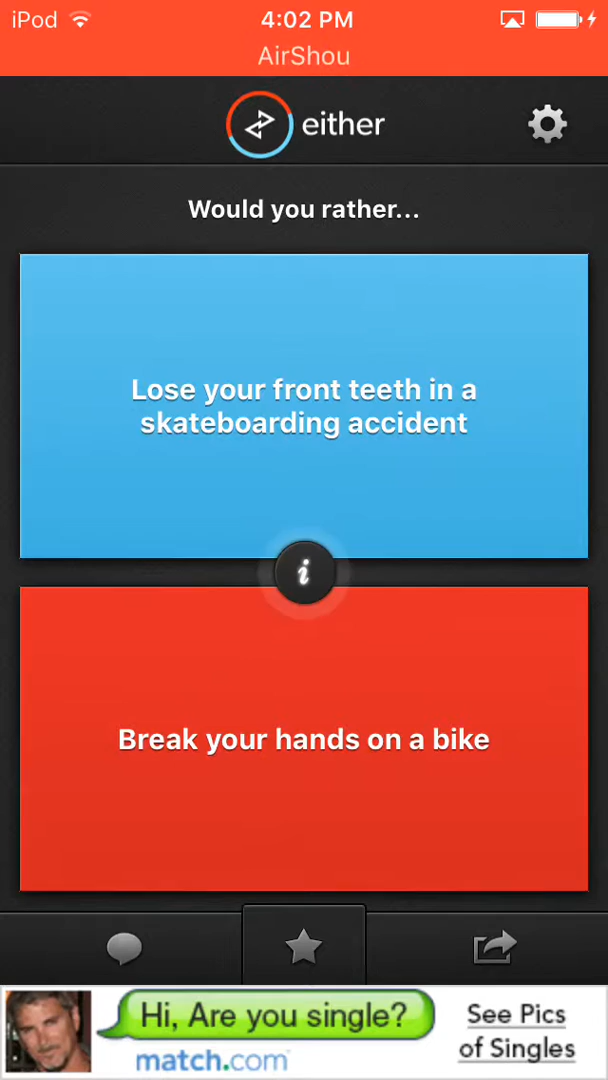 iPod 4:02 PM
AirShou
either
Would you rather...
Lose your front teeth in a
skateboarding accident
i
Break your hands on a bike
Hi, Are you single?
match.com
See Pics
of Singles